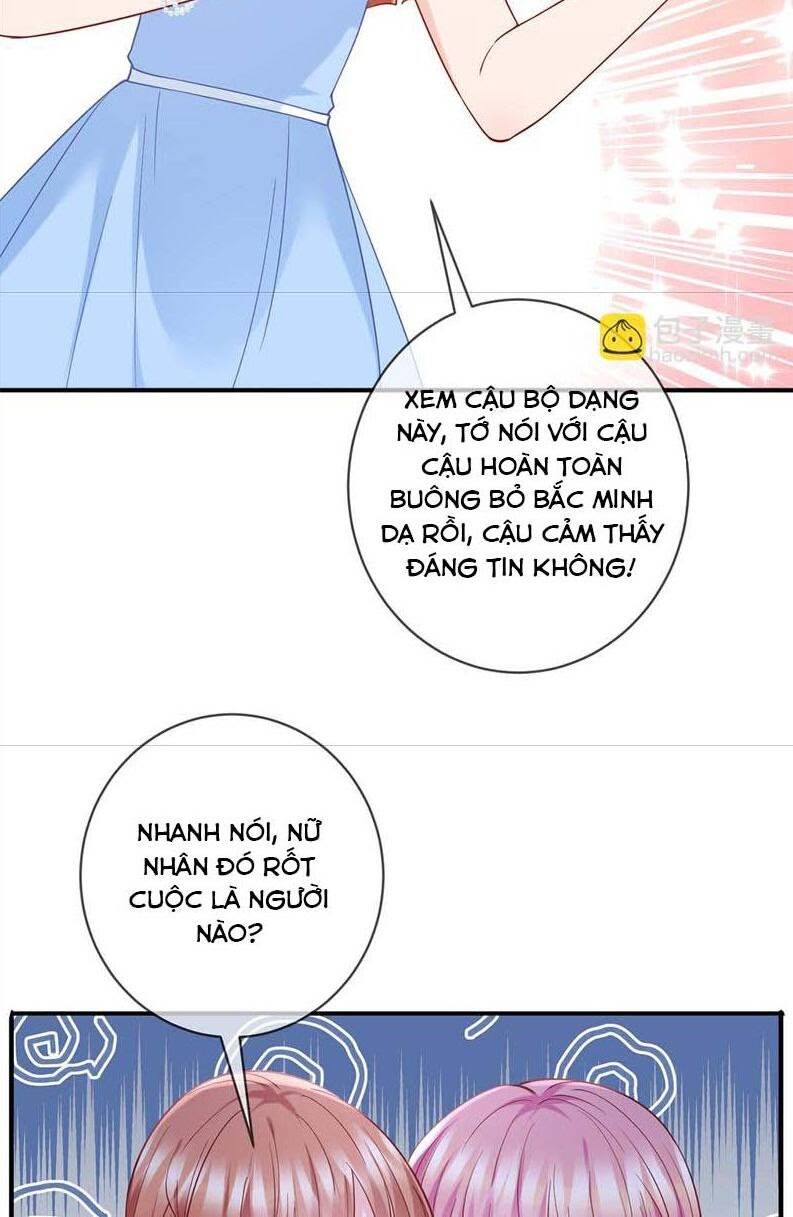 包子漫畫
XEM CẬU BỘ DẠNG
NÀY, TỚ NÓI VỚI CẬU
CẬU HOÀN TOÀN
BUÔNG BỎ BẮC MINH
DẠ RỒI, CẬU CẢM THẤY
ĐÁNG TIN KHÔNG!
NHANH NÓI, NỮ
NHÂN ĐÓ RỐT
CUỘC LÀ NGƯỜI
NÀO?